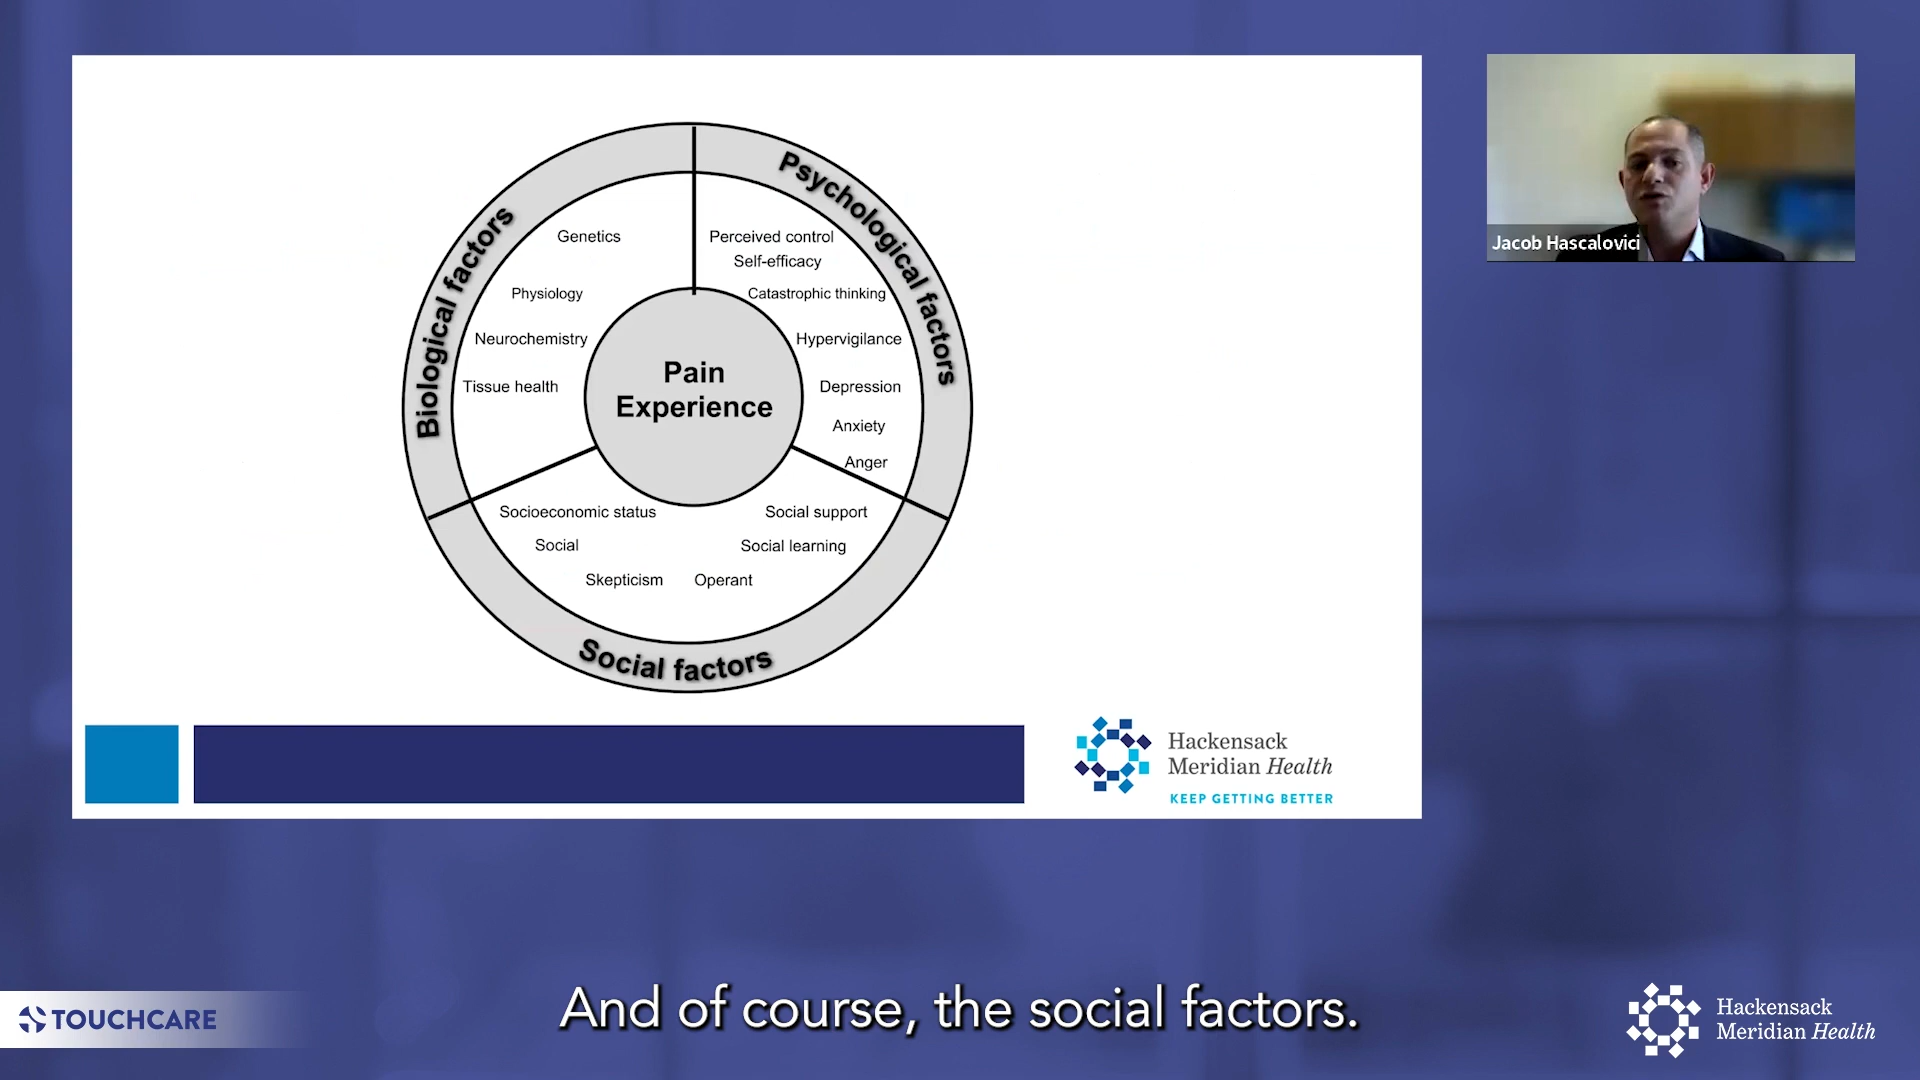 Biological factors
Psychological factors
Genetics
Physiology
Neurochemistry
Tissue health
Perceived control
Self-efficacy
Catastrophic thinking
Hypervigilance
Depression
Anxiety
Anger
Pain
Experience
Socioeconomic status
Social
Skepticism
Social support
Social learning
Operant
Social factors
Hackensack
Meridian Health
KEEP GETTING BETTER
Jacob Hascalovici
And of course, the social factors.
TOUCHCARE
Hackensack
Meridian Health